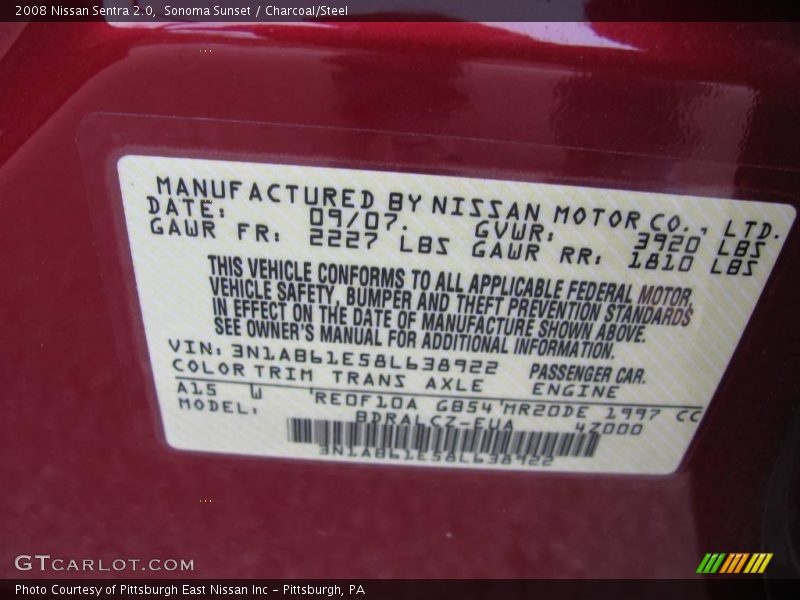 2008 Nissan Sentra 2.0, Sonoma Sunset / Charcoal/Steel
MANUFACTURED BY NISSAN MOTOR CO., LTD.
DATE: 09/07. GVWR: 3920 LBS
GAWR FR: 2227 LBS GAWR RR: 1810 LBS
THIS VEHICLE CONFORMS TO ALL APPLICABLE FEDERAL MOTOR
VEHICLE SAFETY, BUMPER AND THEFT PREVENTION STANDARDS
IN EFFECT ON THE DATE OF MANUFACTURE SHOWN ABOVE.
SEE OWNER'S MANUAL FOR ADDITIONAL INFORMATION.
VIN: 3N1AB61E58L638922 PASSENGER CAR.
COLOR TRIM TRANS AXLE ENGINE
A15 W RE0F10A GB54 MR20DE 1997 CC
MODEL: BDRALCZ-EUA 4Z000
3N1AB61E58L638922
GTCARLOT.COM
Photo Courtesy of Pittsburgh East Nissan Inc - Pittsburgh, PA